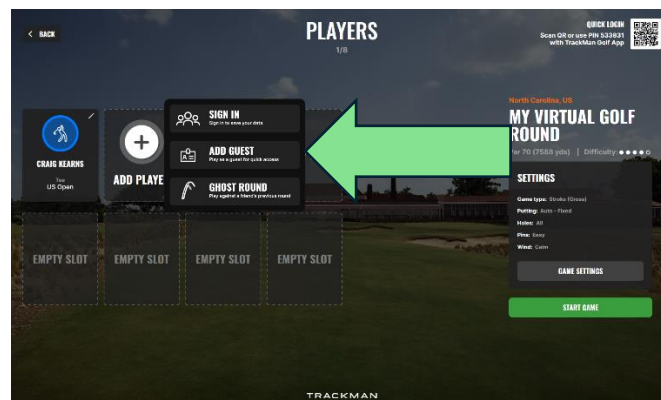 < BACK
PLAYERS
1/8
QUICK LOGIN
Scan QR or use PIN 533831
with TrackMan Golf App
CRAIG KEARNS
Tee
US Open
ADD PLAYE
SIGN IN
Sign in to save your data
ADD GUEST
Play as a guest for quick access
GHOST ROUND
Play against a friend's previous round
North Carolina, US
MY VIRTUAL GOLF
ROUND
Par 70 (7588 yds) | Difficulty:
SETTINGS
Game type: Stroke (Gross)
Putting: Auto - Fixed
Holes: All
Pins: Easy
Wind: Calm
GAME SETTINGS
START GAME
EMPTY SLOT
EMPTY SLOT
EMPTY SLOT
EMPTY SLOT
TRACKMAN